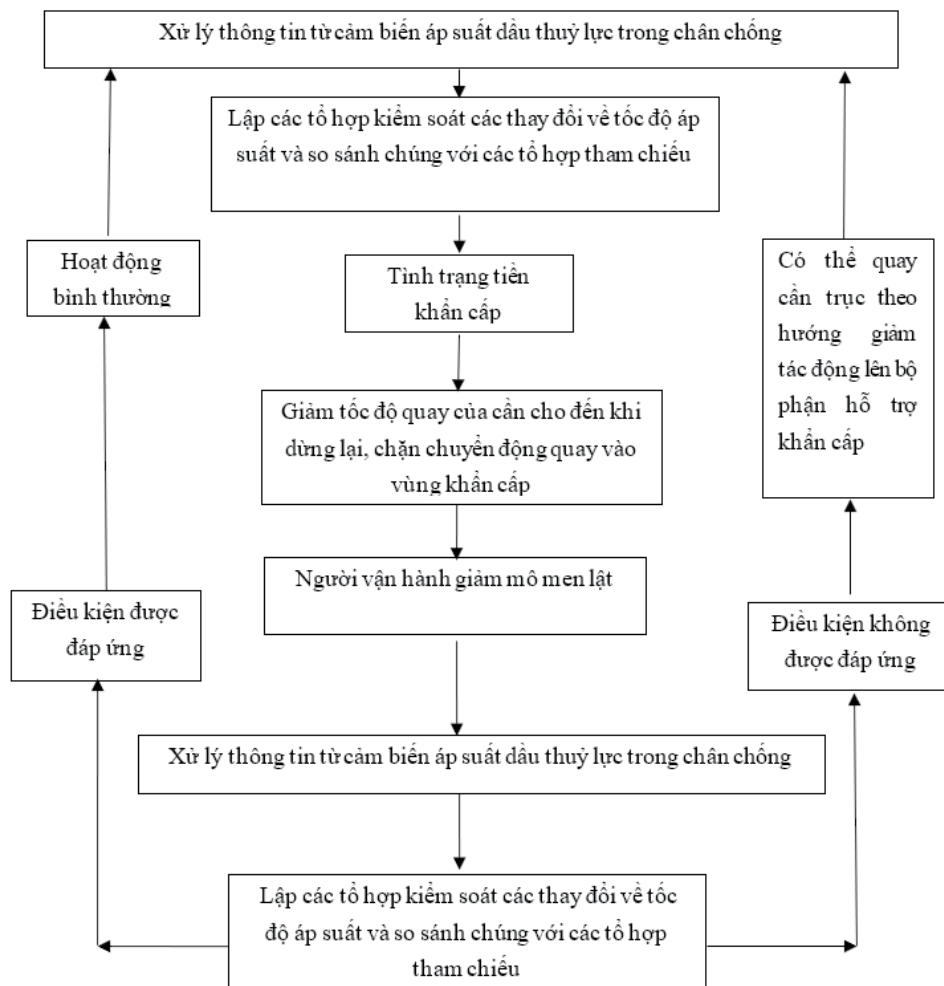 Xử lý thông tin từ cảm biến áp suất dầu thuỷ lực trong chân chống
Lập các tổ hợp kiểm soát các thay đổi về tốc độ áp
suất và so sánh chúng với các tổ hợp tham chiếu
Hoạt động
bình thường
Tình trạng tiền
khẩn cấp
Có thể quay
cần trục theo
hướng giảm
tác động lên bộ
phận hỗ trợ
khẩn cấp
Giảm tốc độ quay của cần cho đến khi
dừng lại, chặn chuyển động quay vào
vùng khẩn cấp
Người vận hành giảm mô men lật
Điều kiện được
đáp ứng
Điều kiện không
được đáp ứng
Xử lý thông tin từ cảm biến áp suất dầu thuỷ lực trong chân chống
Lập các tổ hợp kiểm soát các thay đổi về tốc
độ áp suất và so sánh chúng với các tổ hợp
tham chiếu